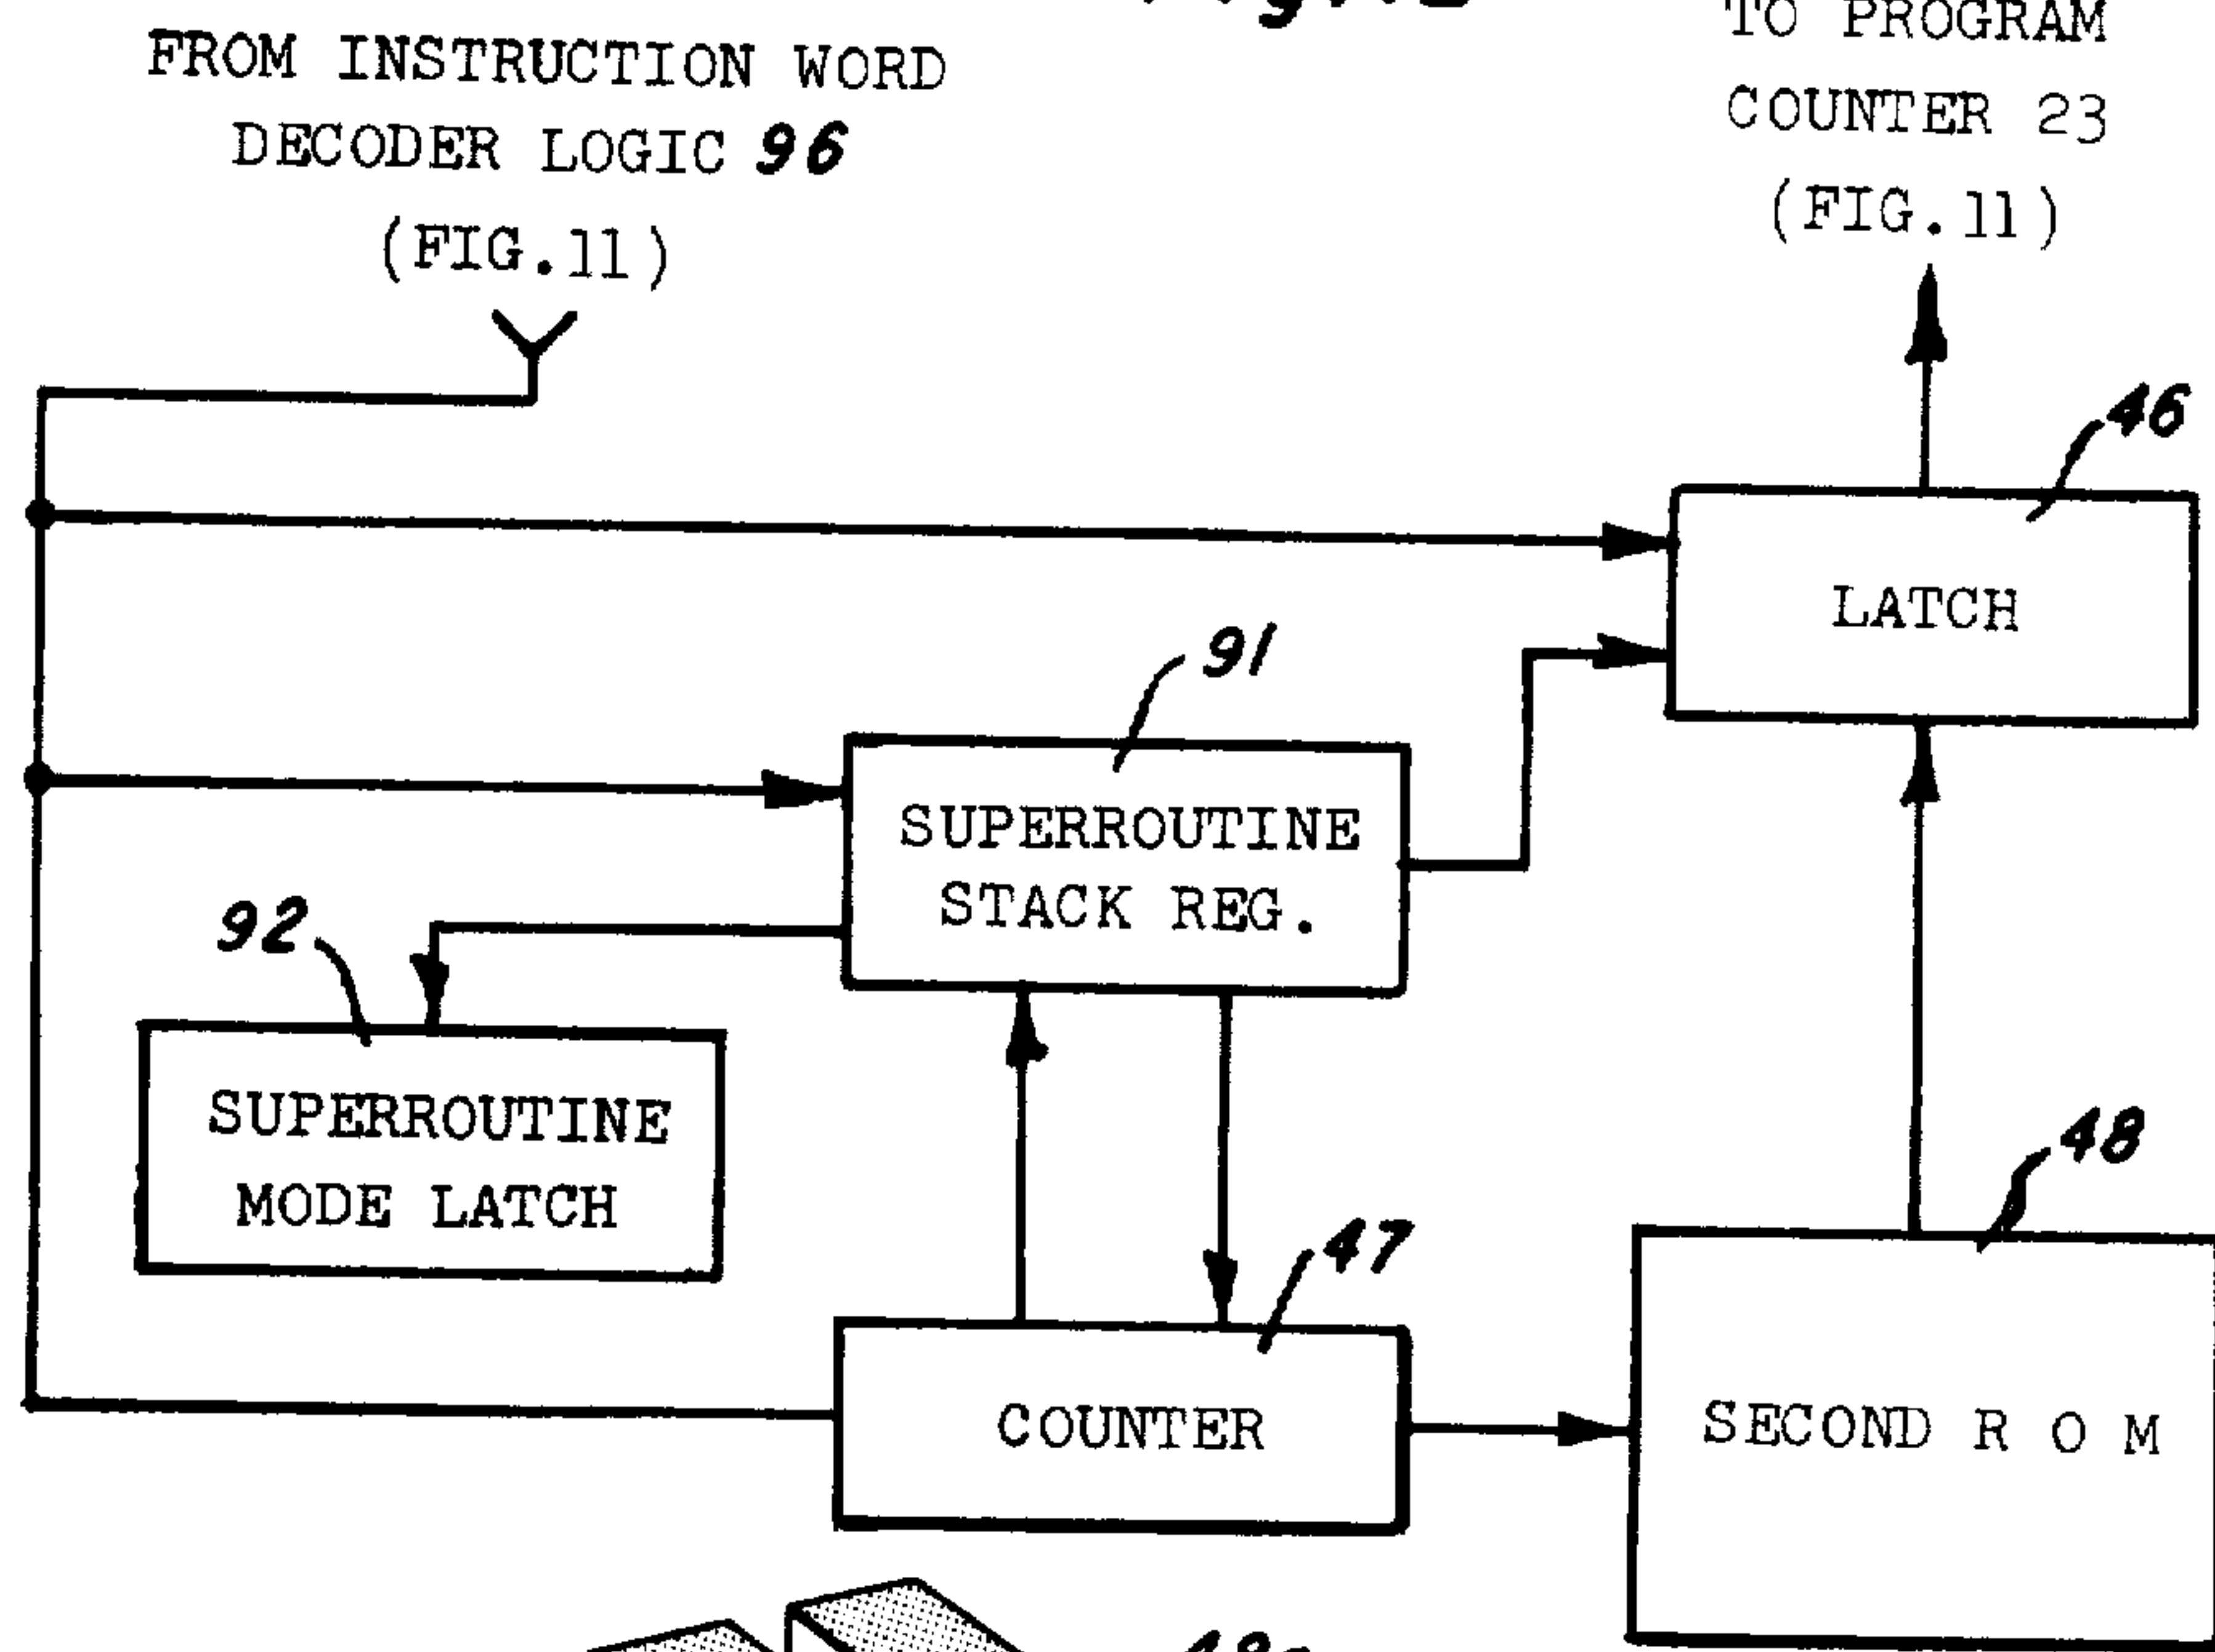 FROM INSTRUCTION WORD
DECODER LOGIC 96
(FIG.11)
TO PROGRAM
COUNTER 23
(FIG.11)
46
LATCH
91
SUPERROUTINE
STACK REG.
92
SUPERROUTINE
MODE LATCH
48
47
COUNTER
SECOND R O M